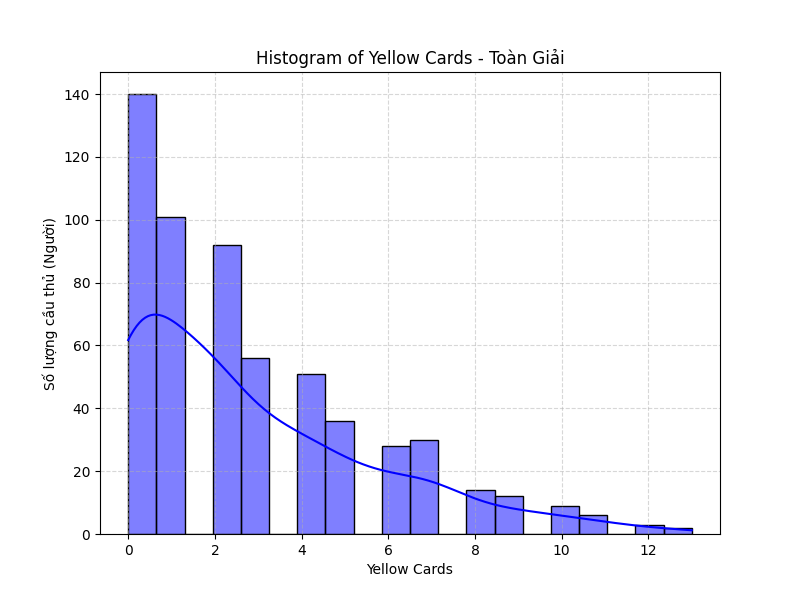 Histogram of Yellow Cards - Toàn Giải
Số lượng cầu thủ (Người)
140
120
100
80
60
40
20
0
0 2 4 6 8 10 12
Yellow Cards